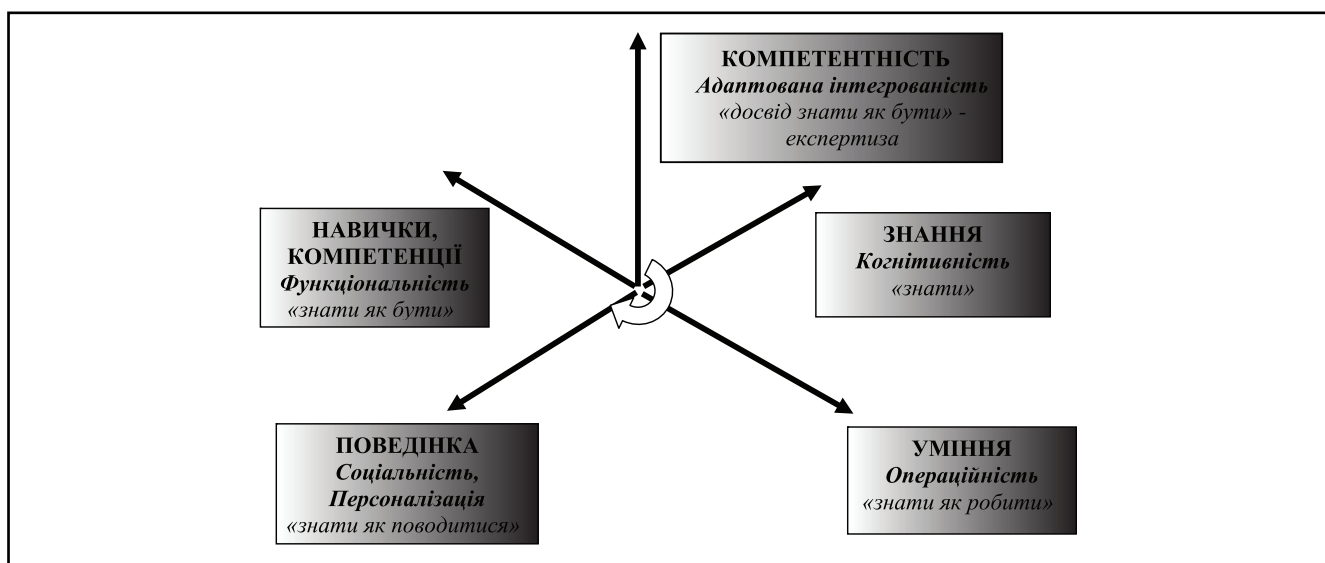 КОМПЕТЕНТНІСТЬ
Адаптована інтегрованість
«досвід знати як бути» -
експертиза
НАВИЧКИ,
КОМПЕТЕНЦІЇ
Функціональність
«знати як бути»
ЗНАННЯ
Когнітивність
«знати»
ПОВЕДІНКА
Соціальність,
Персоналізація
«знати як поводитися»
УМІННЯ
Операційність
«знати як робити»